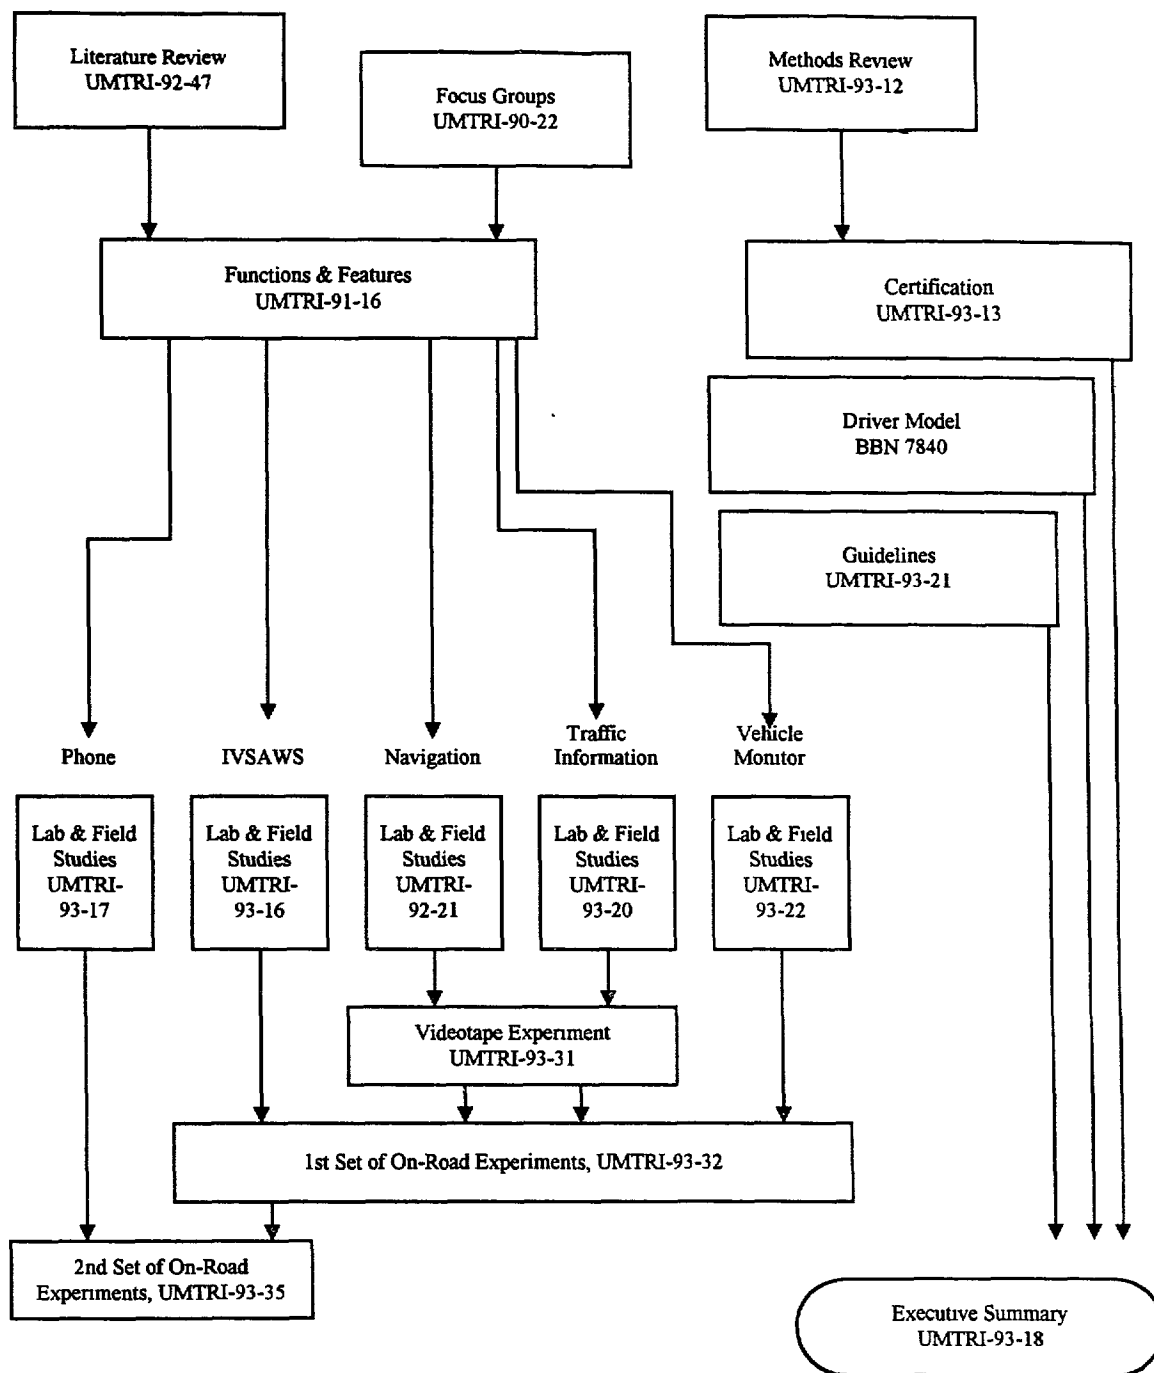 Literature Review
UMTRI-92-47
Focus Groups
UMTRI-90-22
Methods Review
UMTRI-93-12
Functions & Features
UMTRI-91-16
Certification
UMTRI-93-13
Driver Model
BBN 7840
Guidelines
UMTRI-93-21
Phone
IVSAWS
Navigation
Traffic
Information
Vehicle
Monitor
Lab & Field
Studies
UMTRI-
93-17
Lab & Field
Studies
UMTRI-
93-16
Lab & Field
Studies
UMTRI-
92-21
Lab & Field
Studies
UMTRI-
93-20
Lab & Field
Studies
UMTRI-
93-22
Videotape Experiment
UMTRI-93-31
1st Set of On-Road Experiments, UMTRI-93-32
2nd Set of On-Road
Experiments, UMTRI-93-35
Executive Summary
UMTRI-93-18